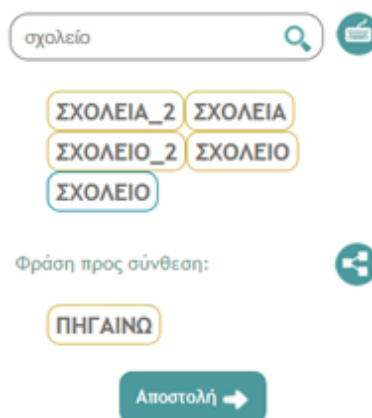 σχολείο
ΣΧΟΛΕΙΑ_2 ΣΧΟΛΕΙΑ
ΣΧΟΛΕΙΟ_2 ΣΧΟΛΕΙΟ
ΣΧΟΛΕΙΟ
Φράση προς σύνθεση:
ΠΗΓΑΙΝΩ
Αποστολή